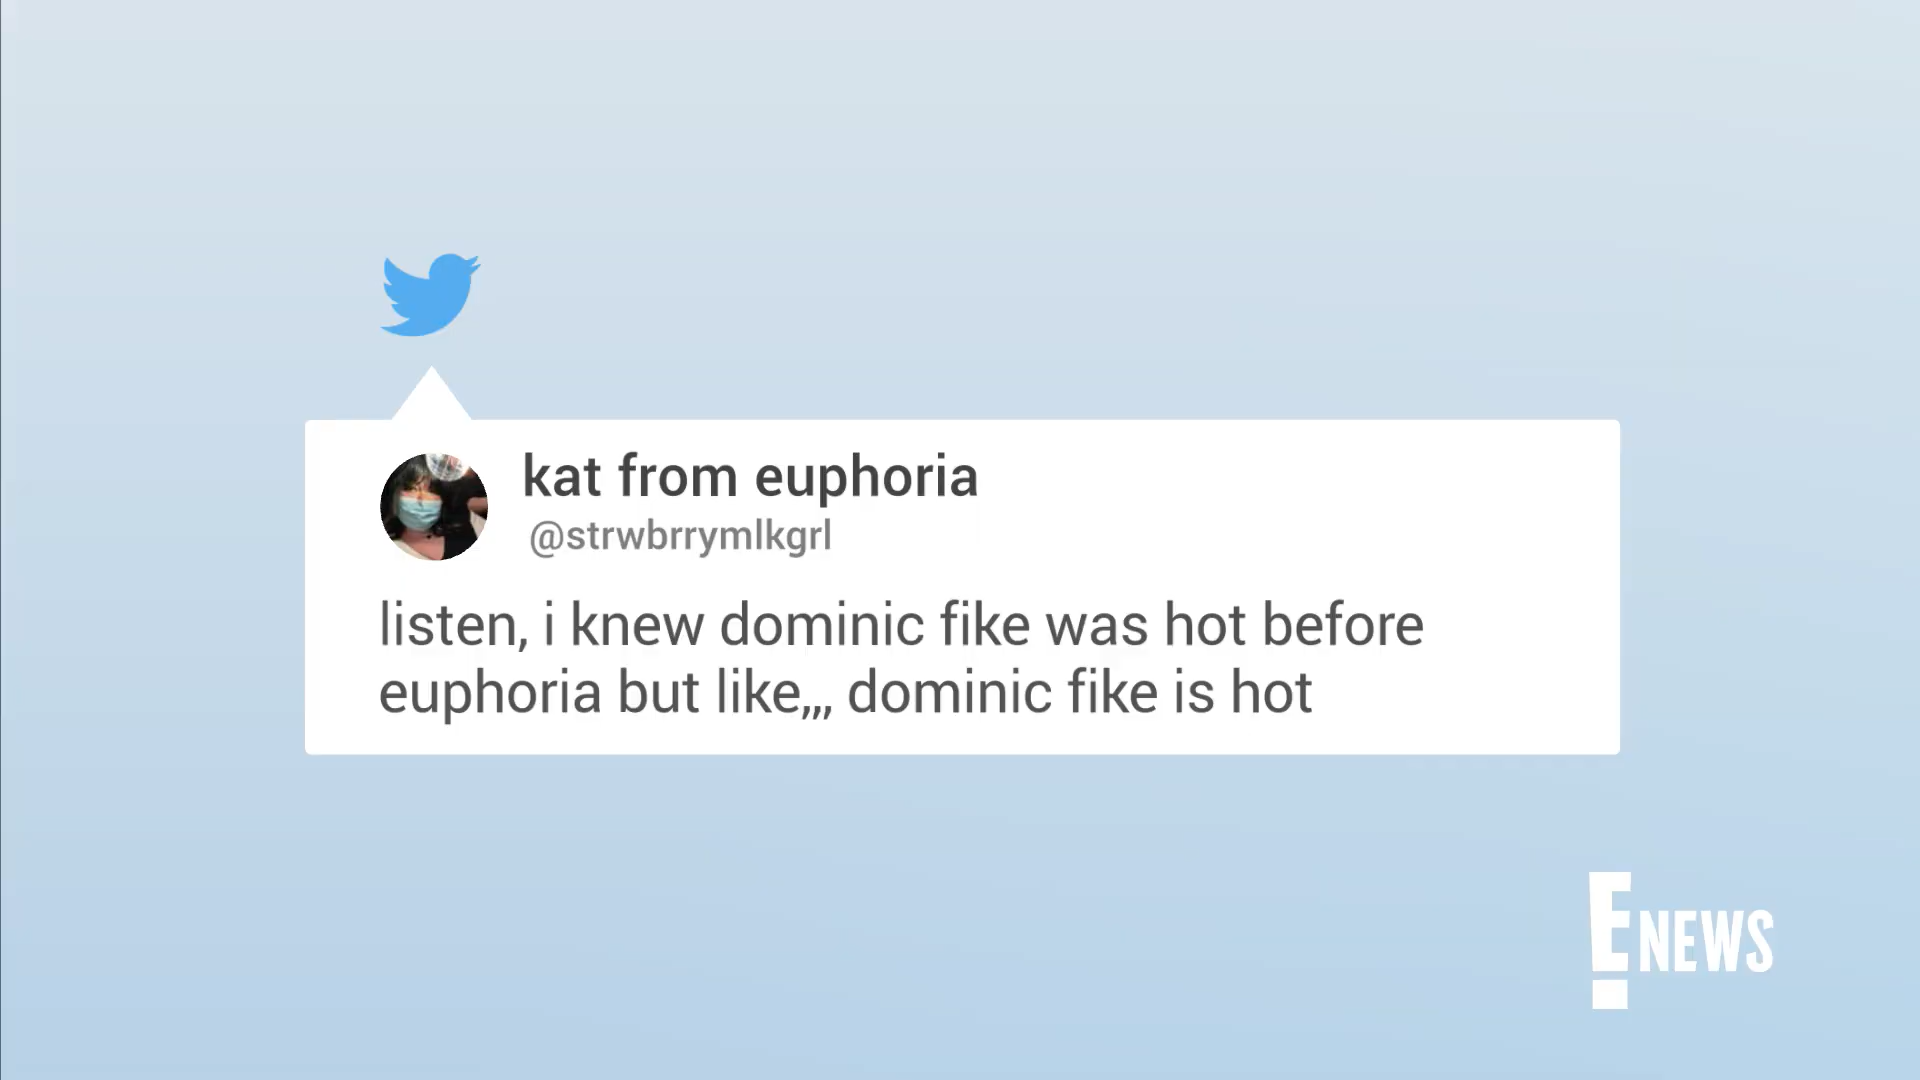 kat from euphoria
@strwbrrymlkgrl
listen, i knew dominic fike was hot before
euphoria but like,,, dominic fike is hot
E NEWS